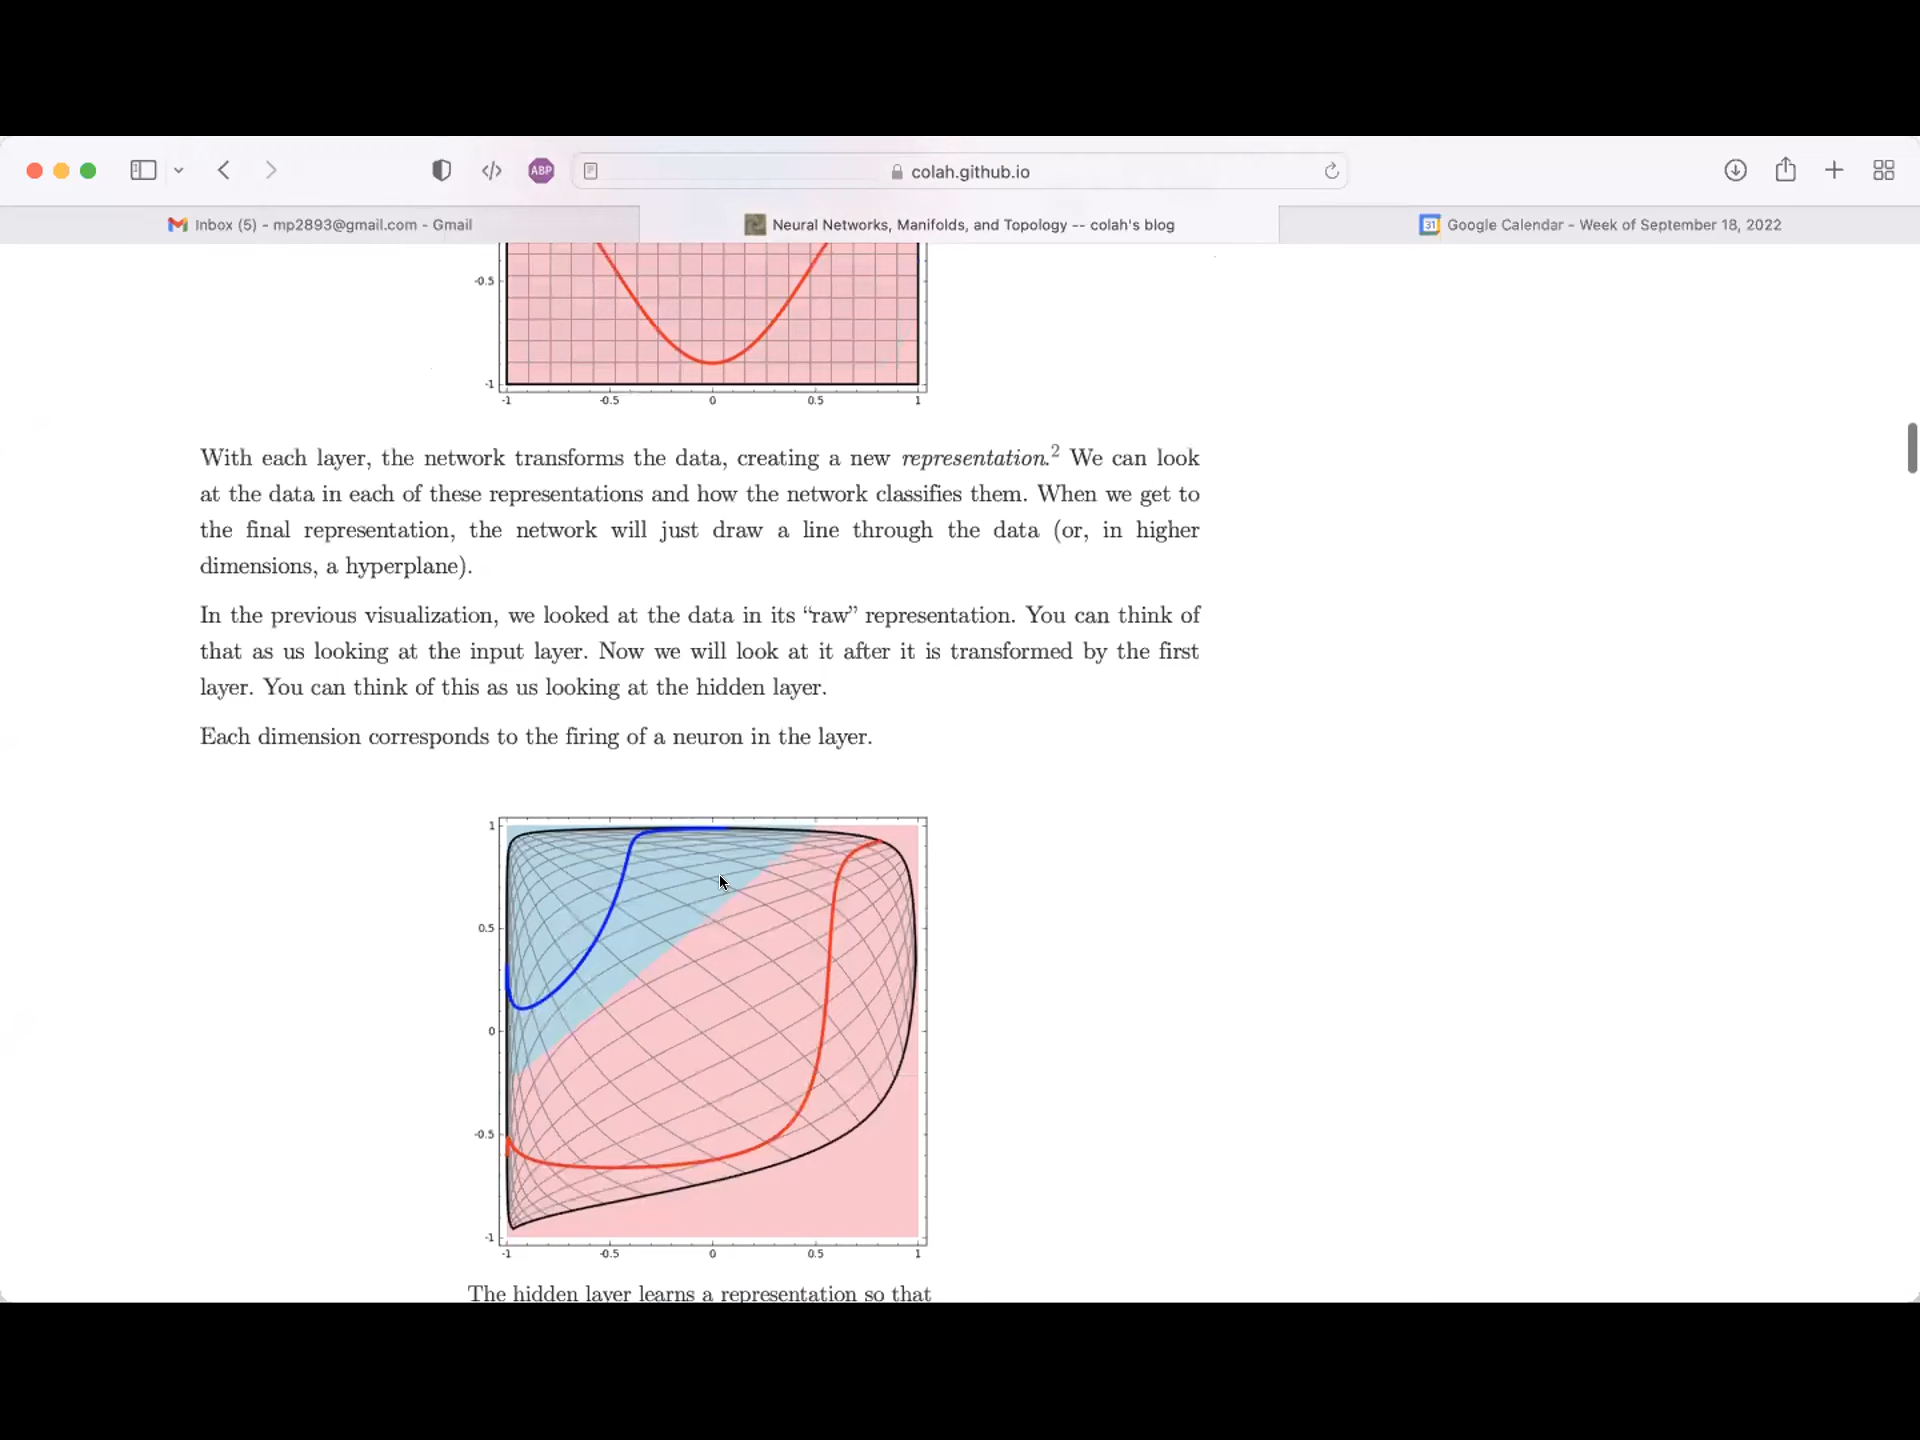 ABP
colah.github.io
Inbox (5) - mp2893@gmail.com - Gmail
Neural Networks, Manifolds, and Topology -- colah's blog
31
Google Calendar - Week of September 18, 2022
-0.5
-1
-1 -0.5 0 0.5 1
With each layer, the network transforms the data, creating a new representation.2 We can look
at the data in each of these representations and how the network classifies them. When we get to
the final representation, the network will just draw a line through the data (or, in higher
dimensions, a hyperplane).
In the previous visualization, we looked at the data in its “raw” representation. You can think of
that as us looking at the input layer. Now we will look at it after it is transformed by the first
layer. You can think of this as us looking at the hidden layer.
Each dimension corresponds to the firing of a neuron in the layer.
1
0.5
0
-0.5
-1
-1 -0.5 0 0.5 1
The hidden layer learns a representation so that